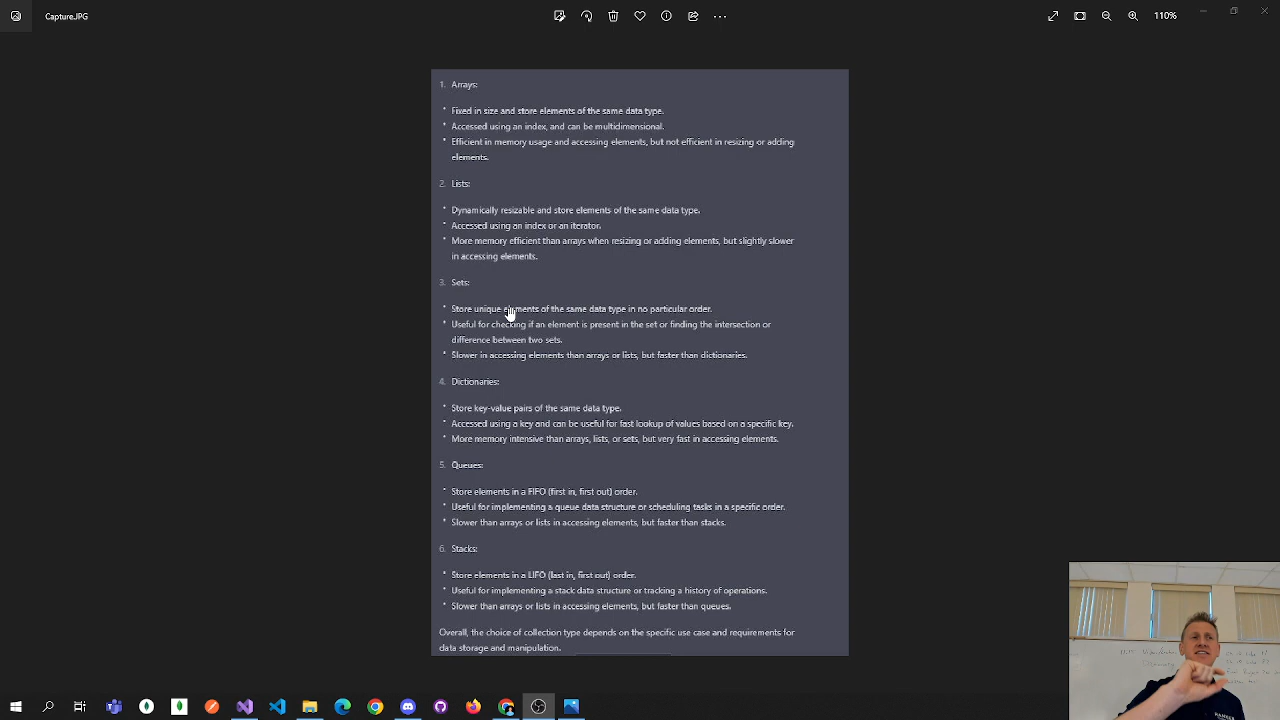 Capture.JPG
110%
1. Arrays:
• Fixed in size and store elements of the same data type.
• Accessed using an index, and can be multidimensional.
• Efficient in memory usage and accessing elements, but not efficient in resizing or adding
elements.
2. Lists:
• Dynamically resizable and store elements of the same data type.
• Accessed using an index or an iterator.
• More memory efficient than arrays when resizing or adding elements, but slightly slower
in accessing elements.
3. Sets:
• Store unique elements of the same data type in no particular order.
• Useful for checking if an element is present in the set or finding the intersection or
difference between two sets.
• Slower in accessing elements than arrays or lists, but faster than dictionaries.
4. Dictionaries:
• Store key-value pairs of the same data type.
• Accessed using a key and can be useful for fast lookup of values based on a specific key.
• More memory intensive than arrays, lists, or sets, but very fast in accessing elements.
5. Queues:
• Store elements in a FIFO (first in, first out) order.
• Useful for implementing a queue data structure or scheduling tasks in a specific order.
• Slower than arrays or lists in accessing elements, but faster than stacks.
6. Stacks:
• Store elements in a LIFO (last in, first out) order.
• Useful for implementing a stack data structure or tracking a history of operations.
• Slower than arrays or lists in accessing elements, but faster than queues.
Overall, the choice of collection type depends on the specific use case and requirements for
data storage and manipulation.